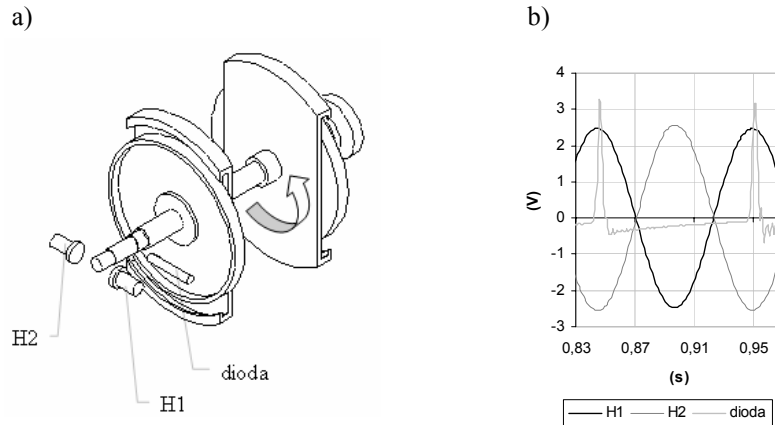 a)
H2
H1
dioda
b)
4
3
2
1
0
-1
-2
-3
(V)
0,83 0,87 0,91 0,95
(s)
H1 H2 dioda